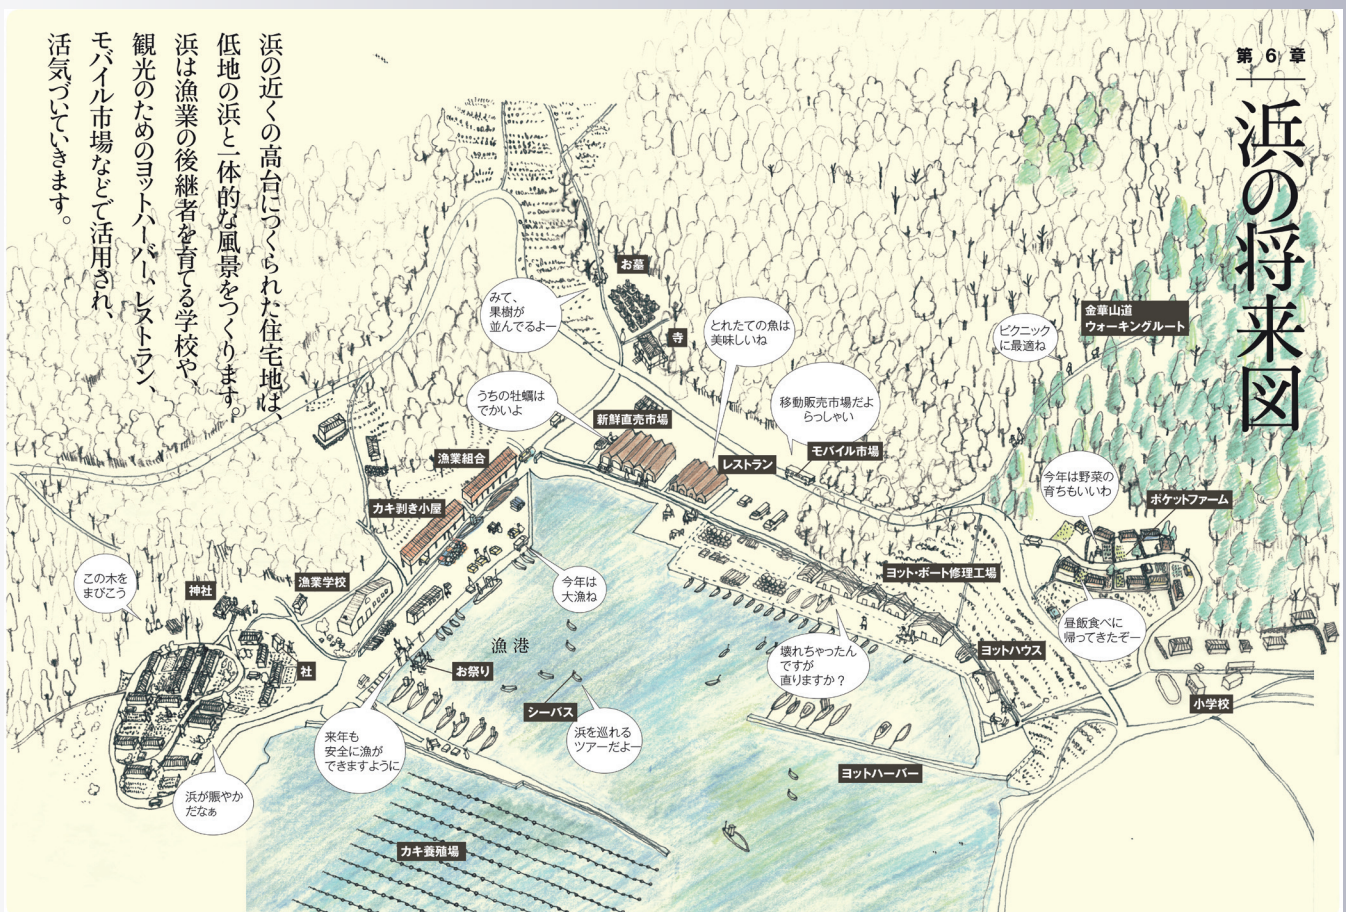 第6章
浜の将来図
浜の近くの高台につくられた住宅地は、
低地の浜と一体的な風景をつくります。
浜は漁業の後継者を育てる学校や、
観光のためのヨットハーバー、レストラン、
モバイル市場などで活用され、
活気づいていきます。
お墓
みて、
果樹が
並んでるよー
寺
とれたての魚は
美味しいね
ピクニック
に最適ね
金華山道
ウォーキングルート
うちの牡蠣は
でかいよ
新鮮直売市場
移動販売市場だよ
らっしゃい
モバイル市場
レストラン
漁業組合
カキ剥き小屋
今年は野菜の
育ちもいいわ
ポケットファーム
この木を
まびこう
神社
漁業学校
今年は
大漁ね
ヨット・ボート修理工場
昼飯食べに
帰ってきたぞー
漁港
社
お祭り
壊れちゃったん
ですが
直りますか？
ヨットハウス
小学校
シーバス
来年も
安全に漁が
できますように
浜を巡れる
ツアーだよー
ヨットハーバー
浜が賑やか
だなぁ
カキ養殖場